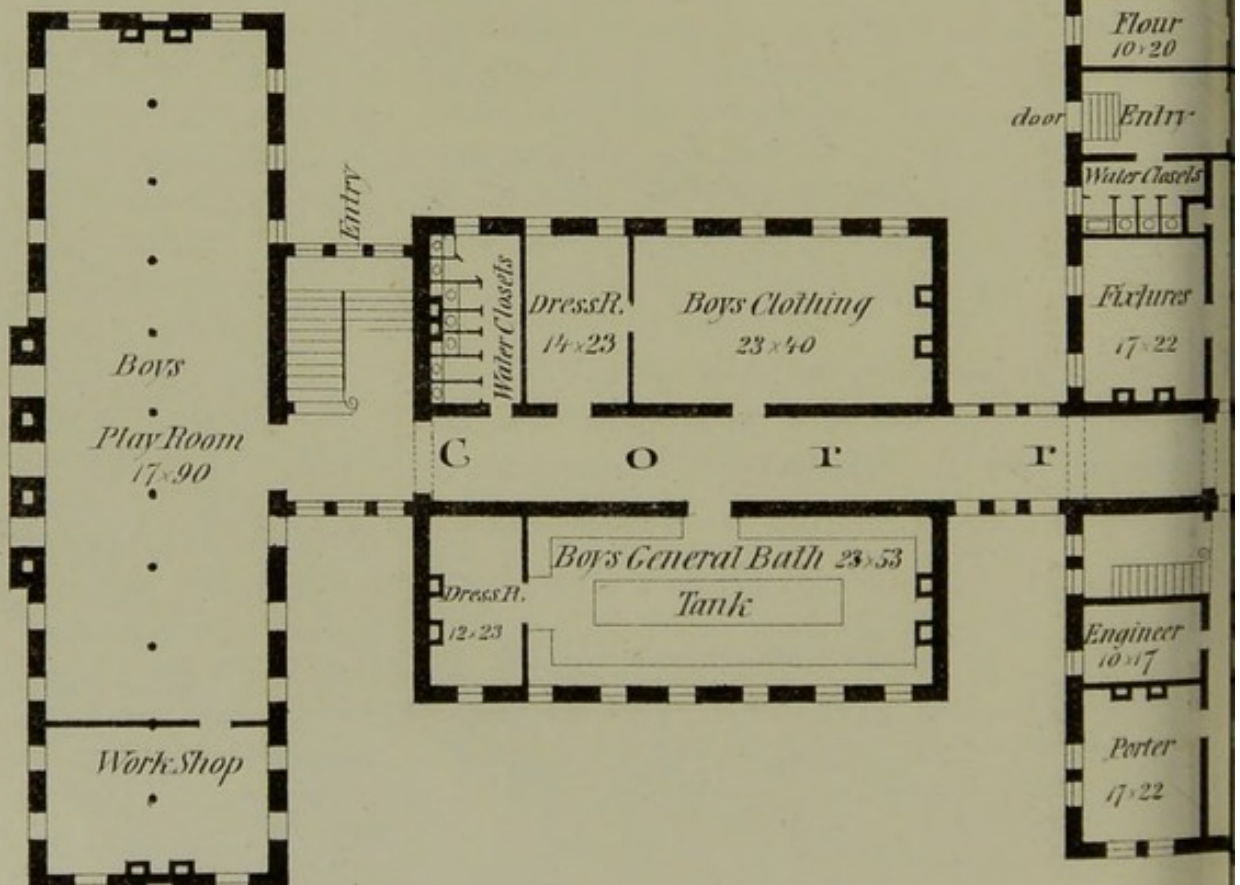 Flour
10×20
door
Entry
Water Closets
Fixtures
17×22
Entry
Water Closets
Dress R.
14×23
Boys Clothing
23×40
Boys
Play Room
17×90
Corr
Boys General Bath 23×53
Tank
Dress R.
12×23
Engineer
10×17
Work Shop
Porter
17×22